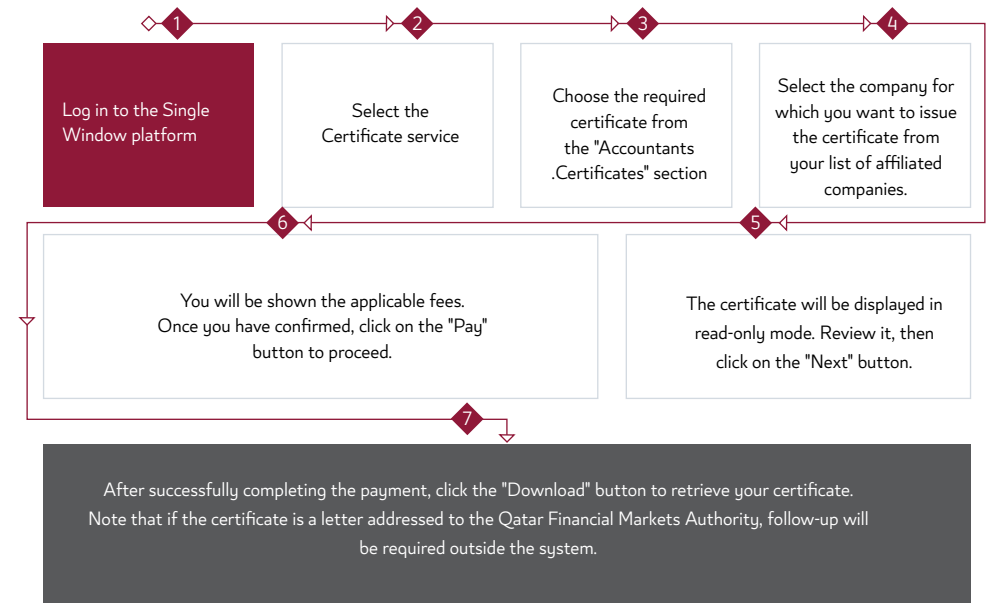 1
Log in to the Single
Window platform
2
Select the
Certificate service
3
Choose the required
certificate from
the "Accountants
.Certificates" section
4
Select the company for
which you want to issue
the certificate from
your list of affiliated
companies.
5
The certificate will be displayed in
read-only mode. Review it, then
click on the "Next" button.
6
You will be shown the applicable fees.
Once you have confirmed, click on the "Pay"
button to proceed.
7
After successfully completing the payment, click the "Download" button to retrieve your certificate.
Note that if the certificate is a letter addressed to the Qatar Financial Markets Authority, follow-up will
be required outside the system.